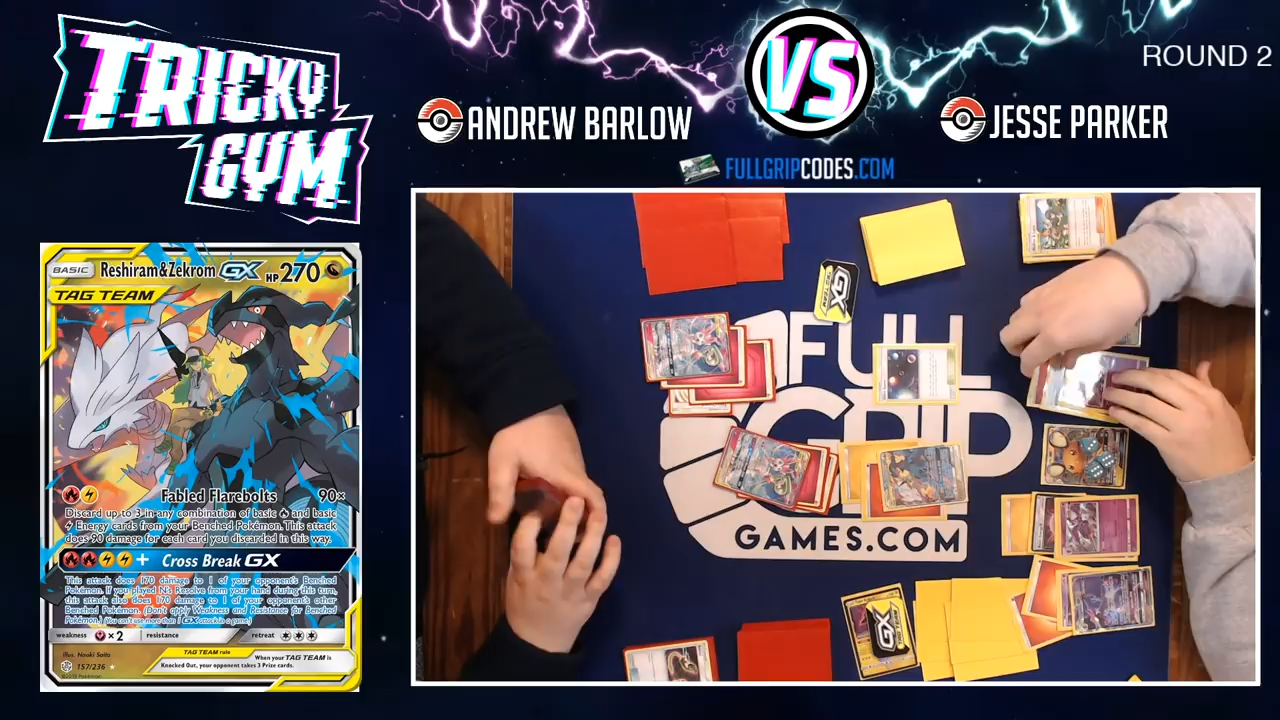 TRICKY
GYM
VS
ROUND 2
ANDREW BARLOW
JESSE PARKER
FULLGRIPCODES.COM
BASIC Reshiram&Zekrom GX HP 270
TAG TEAM
Fabled Flarebolts 90×
Discard up to 3 in any combination of basic and basic
Energy cards from your Benched Pokémon. This attack
does 90 damage for each card you discarded in this way.
+ Cross Break GX
This attack does 170 damage to 1 of your opponent's Benched
Pokémon. If you played N's Resolve from your hand during this turn,
this attack also does 170 damage to 1 of your opponent's other
Benched Pokémon. (Don't apply Weakness and Resistance for Benched
Pokémon.) (You can't use more than 1 GX attack in a game.)
weakness ×2 resistance retreat
TAG TEAM rule
When your TAG TEAM is
Knocked Out, your opponent takes 3 Prize cards.
Illus. Naoki Saito
157/236
FULL
GRIP
GAMES.COM
GX
GX